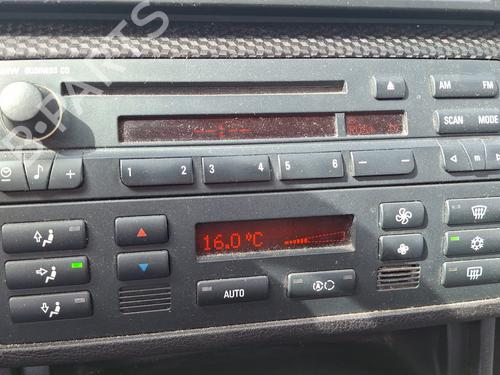 BMW BUSINESS CD
AM FM
SCAN MODE
1 2 3 4 5 6
m
16.0 °C
AUTO
A